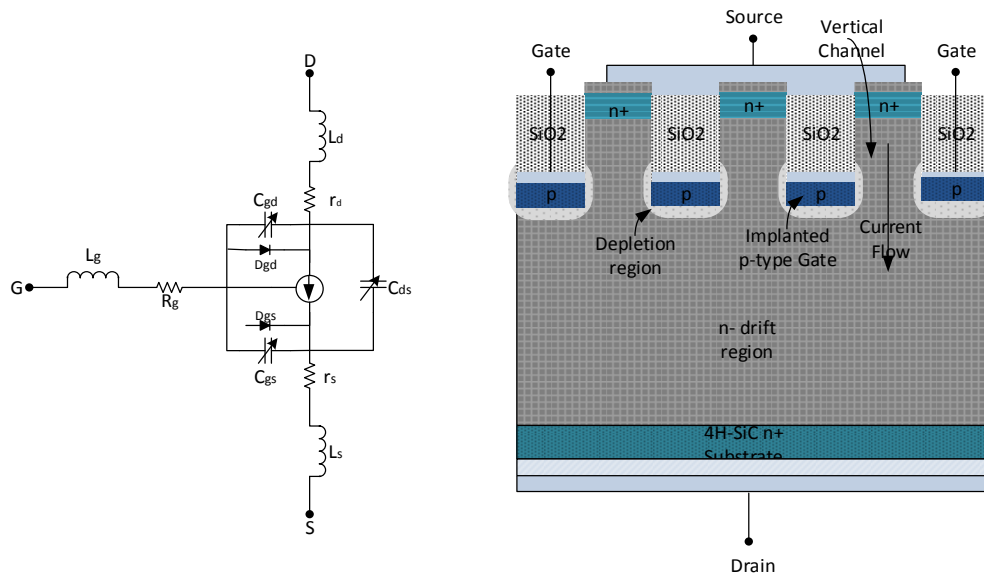 D
Ld
rd
Cgd
Dgd
Lg
G
Rg
Cds
Dgs
Cgs
rs
Ls
S
Source
Vertical
Channel
Gate
Gate
n+
n+
n+
SiO2
SiO2
SiO2
SiO2
p
p
p
p
Depletion
region
Implanted
p-type Gate
Current
Flow
n- drift
region
4H-SiC n+
Substrate
Drain